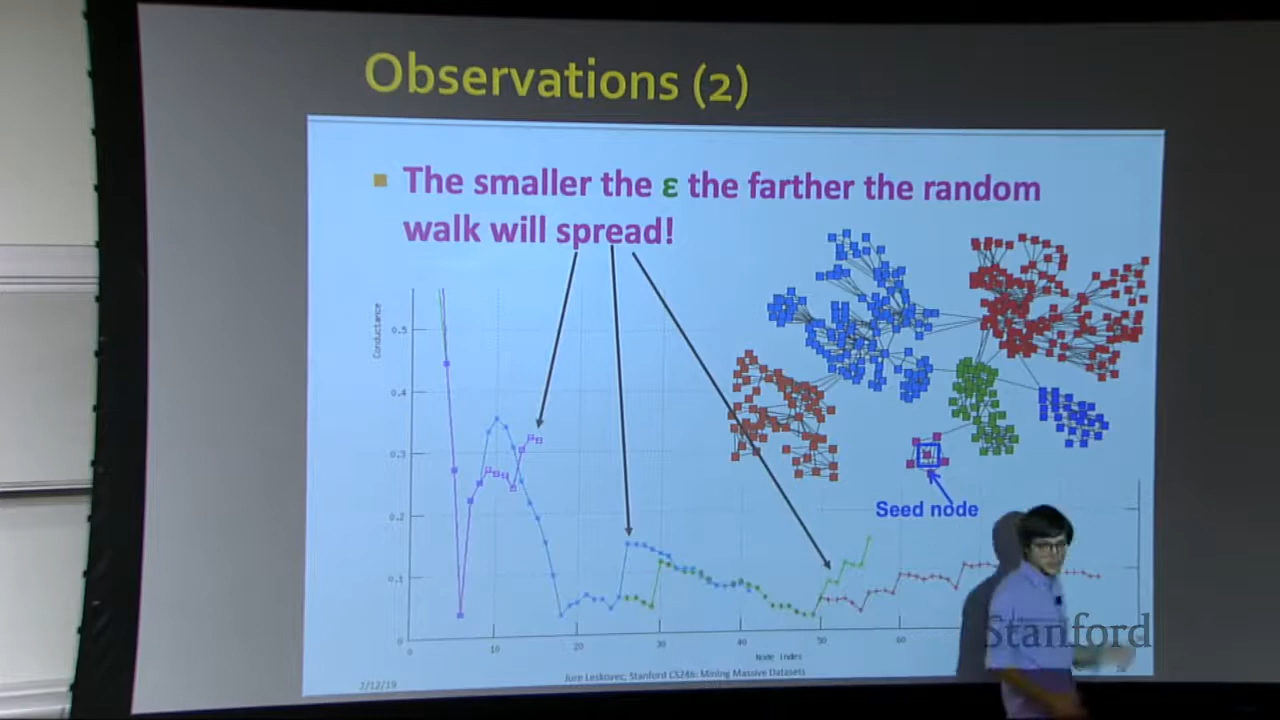 Observations (2)
The smaller the ε the farther the random
walk will spread!
Conductance
0.5
0.4
0.3
0.2
0.1
0
0
10
20
30
40
50
60
Node Index
Seed node
Stanford
2/12/19
Jure Leskovec, Stanford CS246: Mining Massive Datasets